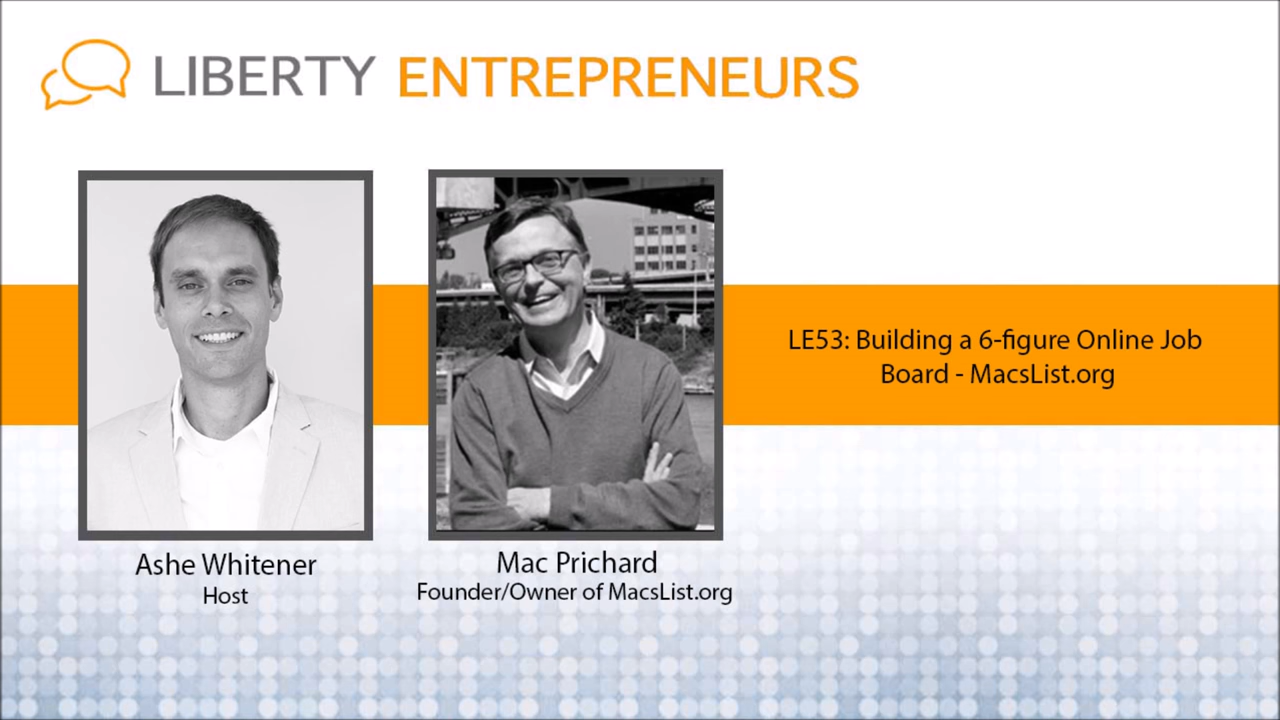 LIBERTY ENTREPRENEURS
LE53: Building a 6-figure Online Job
Board - MacsList.org
Ashe Whitener
Host
Mac Prichard
Founder/Owner of MacsList.org